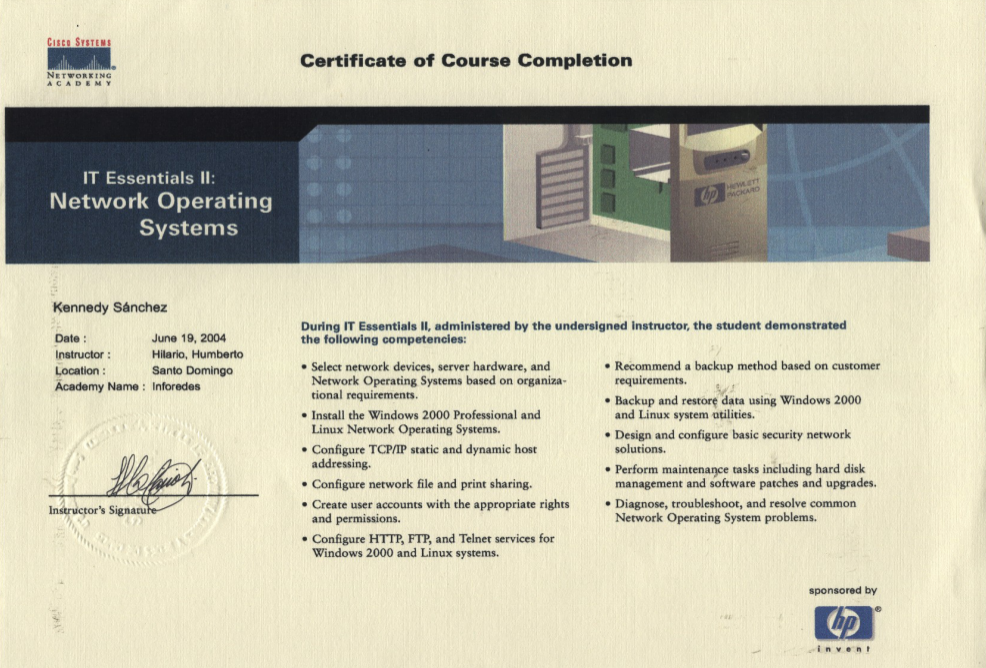 CISCO SYSTEMS
NETWORKING
ACADEMY
Certificate of Course Completion
IT Essentials II:
Network Operating
Systems
hp HEWLETT
PACKARD
Kennedy Sánchez
Date : June 19, 2004
Instructor : Hilario, Humberto
Location : Santo Domingo
Academy Name : Inforedes
Instructor's Signature
During IT Essentials II, administered by the undersigned instructor, the student demonstrated
the following competencies:
• Select network devices, server hardware, and
Network Operating Systems based on organiza-
tional requirements.
• Install the Windows 2000 Professional and
Linux Network Operating Systems.
• Configure TCP/IP static and dynamic host
addressing.
• Configure network file and print sharing.
• Create user accounts with the appropriate rights
and permissions.
• Configure HTTP, FTP, and Telnet services for
Windows 2000 and Linux systems.
• Recommend a backup method based on customer
requirements.
• Backup and restore data using Windows 2000
and Linux system utilities.
• Design and configure basic security network
solutions.
• Perform maintenance tasks including hard disk
management and software patches and upgrades.
• Diagnose, troubleshoot, and resolve common
Network Operating System problems.
sponsored by
hp®
invent